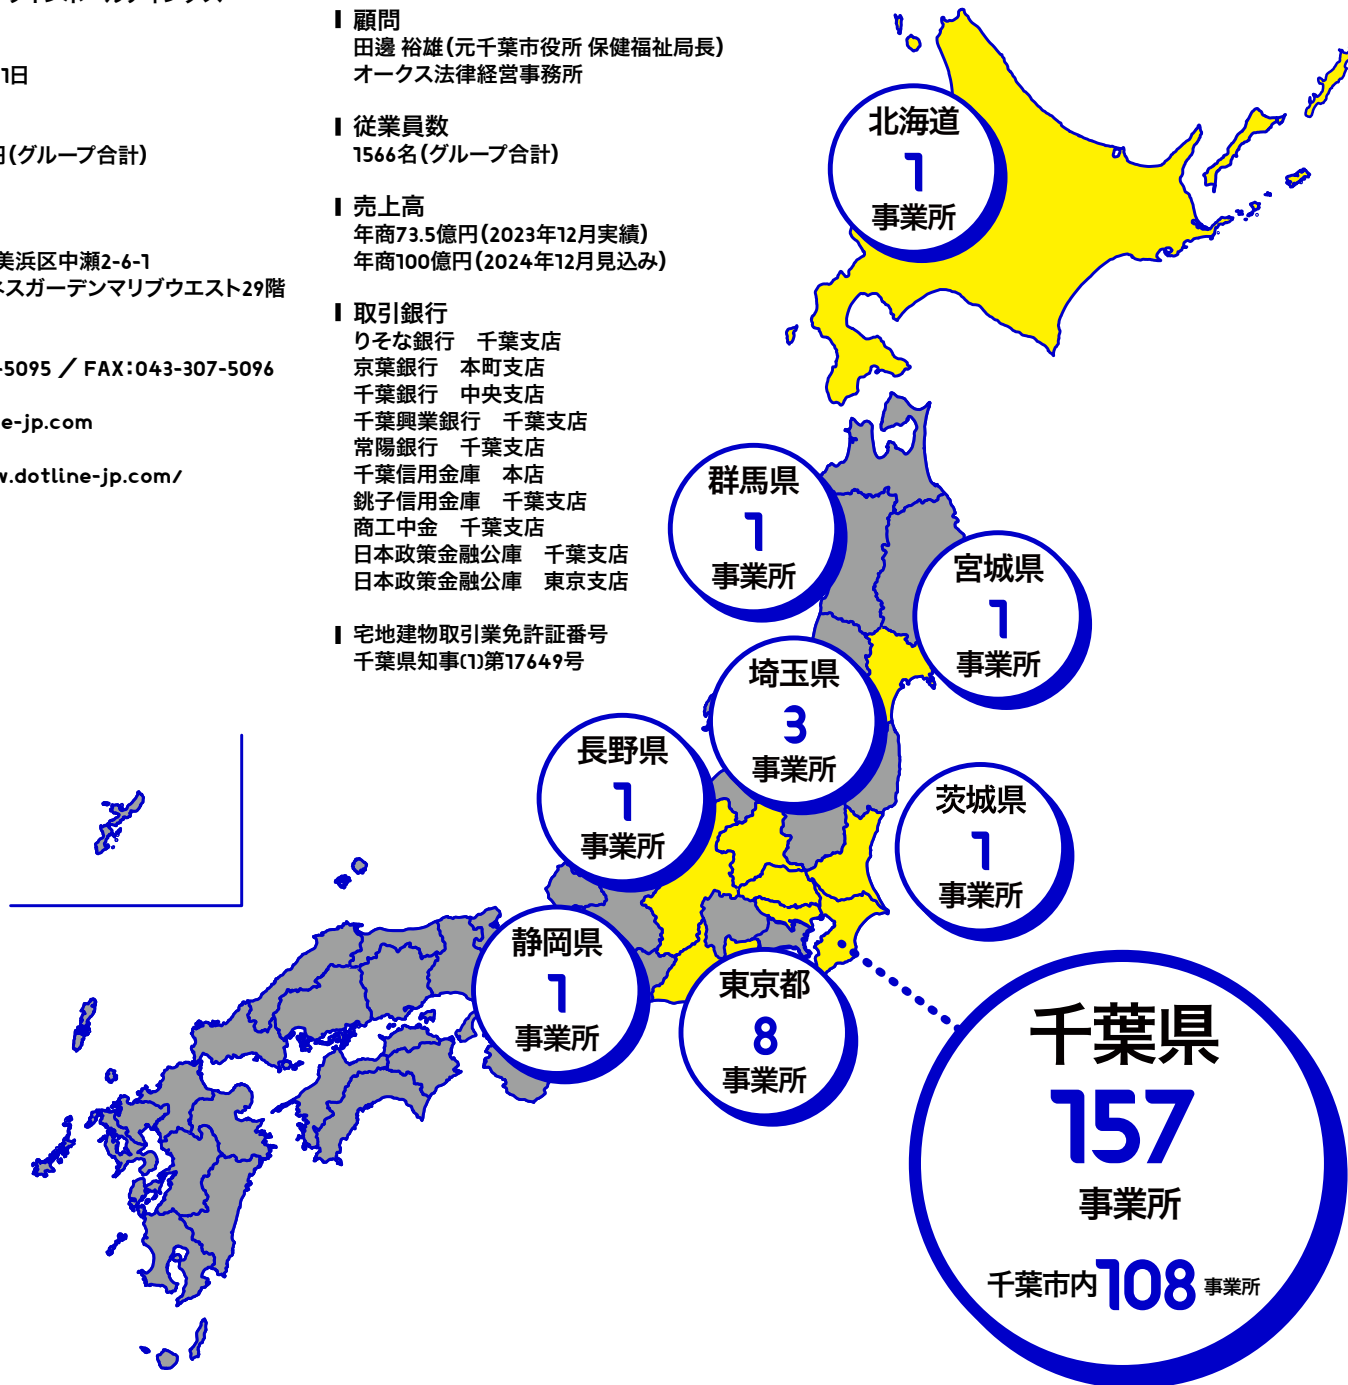 1日
(グループ合計)
美浜区中瀬2-6-1
スガーデンマリブウエスト29階
-5095 / FAX:043-307-5096
e-jp.com
w.dotline-jp.com/
顧問
田邊 裕雄(元千葉市役所 保健福祉局長)
オークス法律経営事務所
従業員数
1566名(グループ合計)
売上高
年商73.5億円(2023年12月実績)
年商100億円(2024年12月見込み)
取引銀行
りそな銀行 千葉支店
京葉銀行 本町支店
千葉銀行 中央支店
千葉興業銀行 千葉支店
常陽銀行 千葉支店
千葉信用金庫 本店
銚子信用金庫 千葉支店
商工中金 千葉支店
日本政策金融公庫 千葉支店
日本政策金融公庫 東京支店
宅地建物取引業免許証番号
千葉県知事(1)第17649号
北海道
1
事業所
群馬県
1
事業所
宮城県
1
事業所
埼玉県
3
事業所
長野県
1
事業所
茨城県
1
事業所
静岡県
1
事業所
東京都
8
事業所
千葉県
157
事業所
千葉市内108事業所